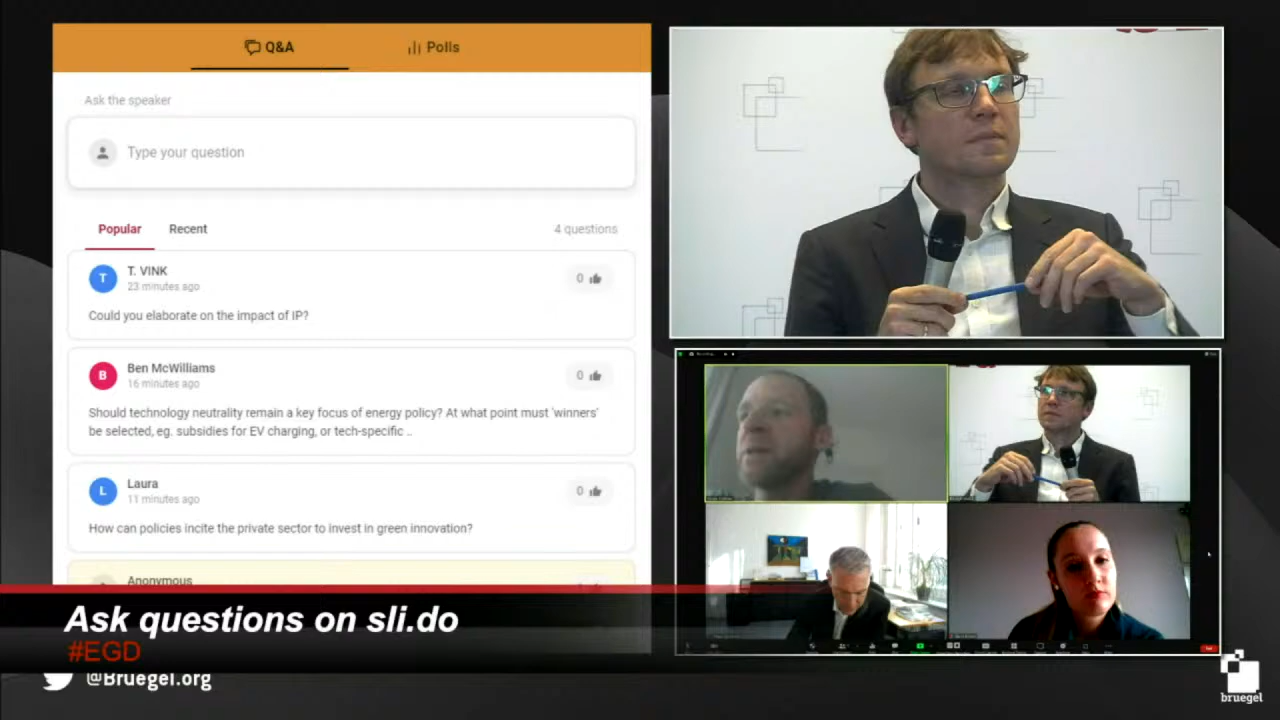 Q&A
Polls
Ask the speaker
Type your question
Popular
Recent
4 questions
T
T. VINK
23 minutes ago
0
Could you elaborate on the impact of IP?
B
Ben McWilliams
16 minutes ago
0
Should technology neutrality remain a key focus of energy policy? At what point must 'winners'
be selected, eg. subsidies for EV charging, or tech-specific ..
L
Laura
11 minutes ago
0
How can policies incite the private sector to invest in green innovation?
Anonymous
Ask questions on sli.do
#EGD
@Bruegel.org
bruegel